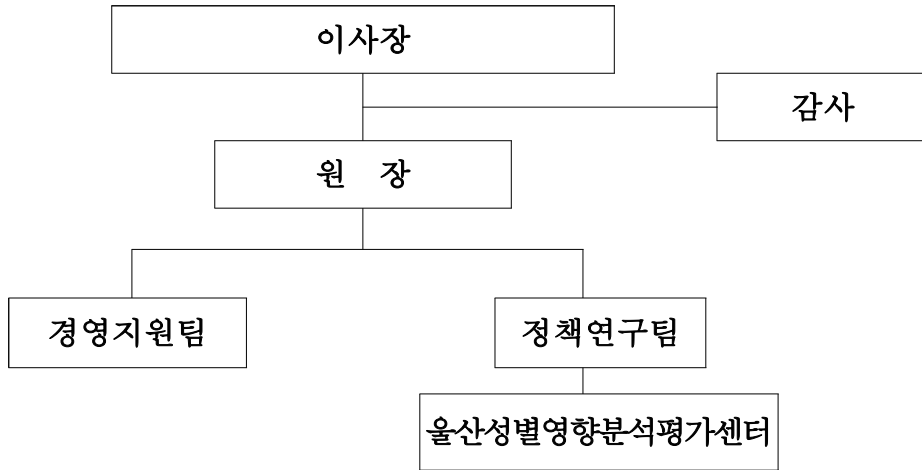 이사장
감사
원 장
경영지원팀
정책연구팀
울산성별영향분석평가센터